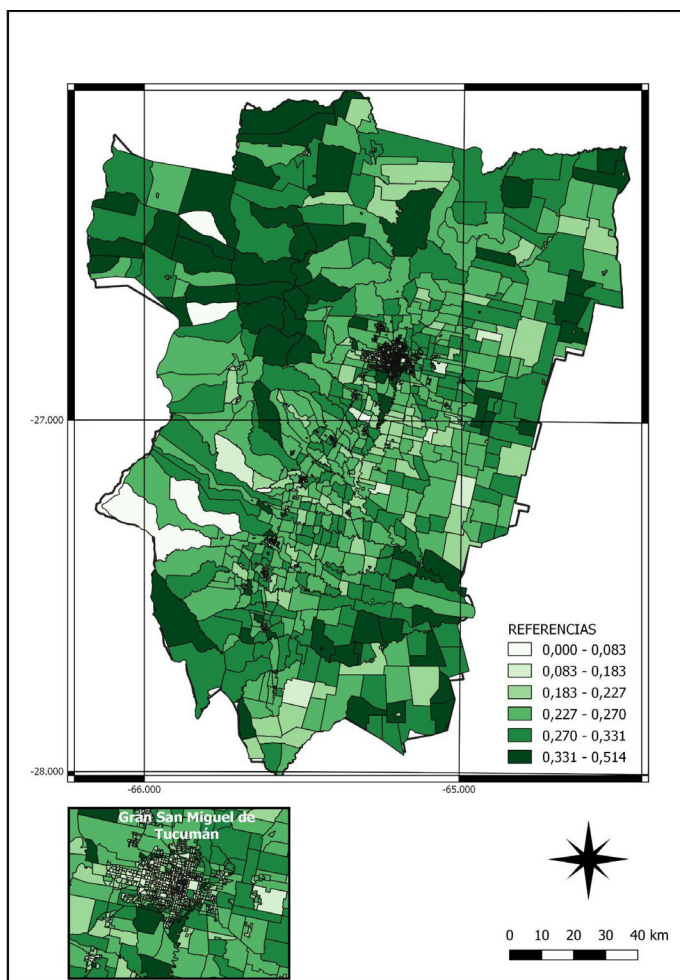 -27.000
REFERENCIAS
0,000 - 0,083
0,083 - 0,183
0,183 - 0,227
0,227 - 0,270
0,270 - 0,331
0,331 - 0,514
-28.000
-66.000
-65.000
Gran San Miguel de
Tucumán
0 10 20 30 40 km